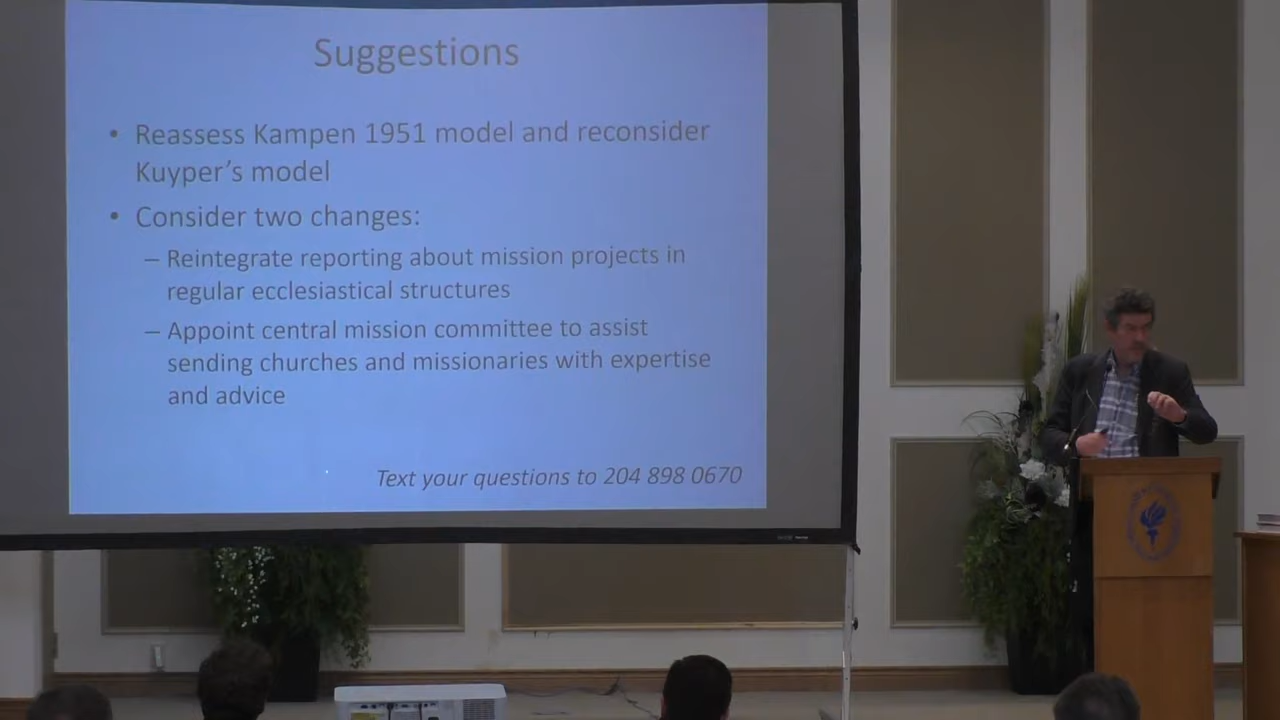 Suggestions
• Reassess Kampen 1951 model and reconsider
Kuyper's model
• Consider two changes:
– Reintegrate reporting about mission projects in
regular ecclesiastical structures
– Appoint central mission committee to assist
sending churches and missionaries with expertise
and advice
Text your questions to 204 898 0670